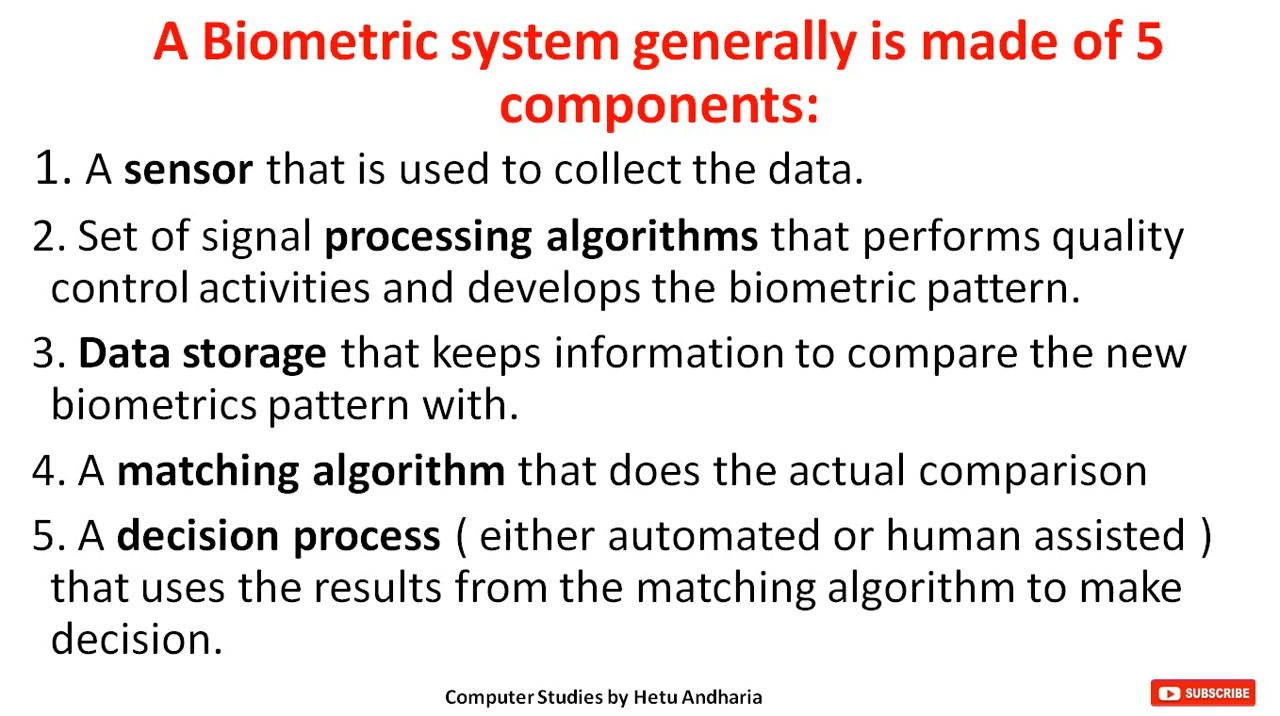 A Biometric system generally is made of 5
components:
1. A sensor that is used to collect the data.
2. Set of signal processing algorithms that performs quality
control activities and develops the biometric pattern.
3. Data storage that keeps information to compare the new
biometrics pattern with.
4. A matching algorithm that does the actual comparison
5. A decision process ( either automated or human assisted )
that uses the results from the matching algorithm to make
decision.
Computer Studies by Hetu Andharia
SUBSCRIBE